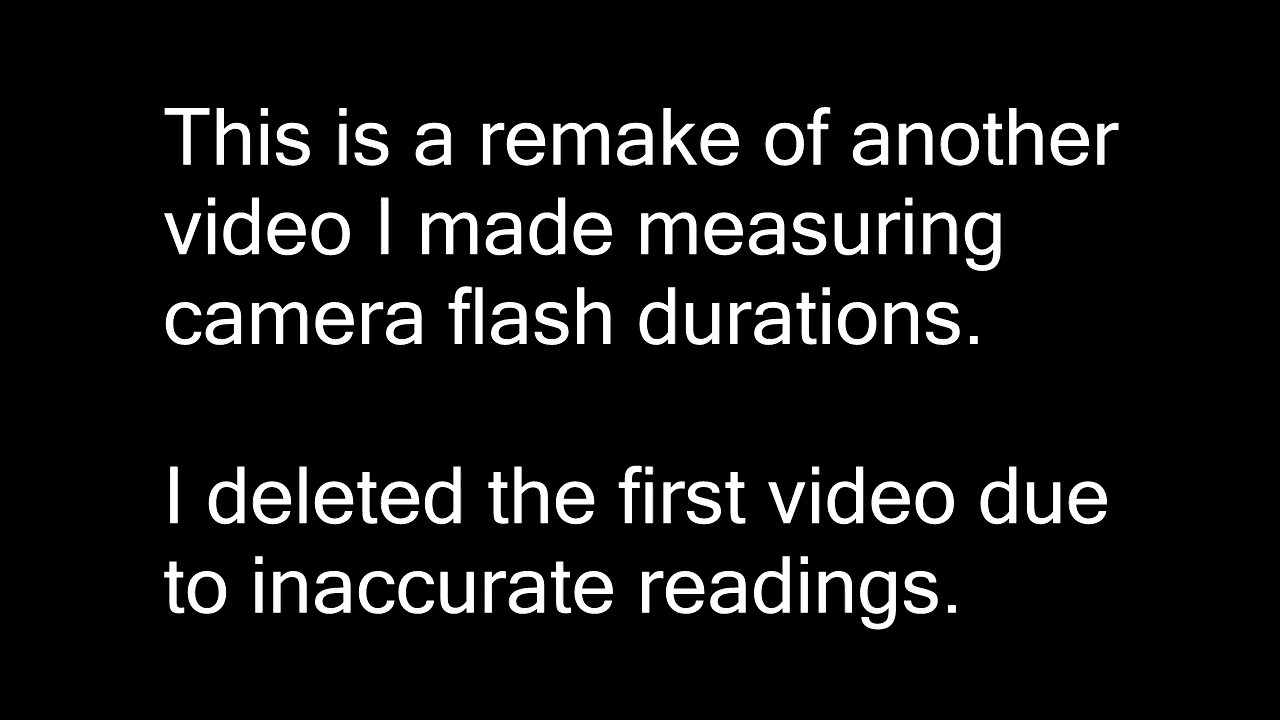 This is a remake of another
video I made measuring
camera flash durations.
I deleted the first video due
to inaccurate readings.